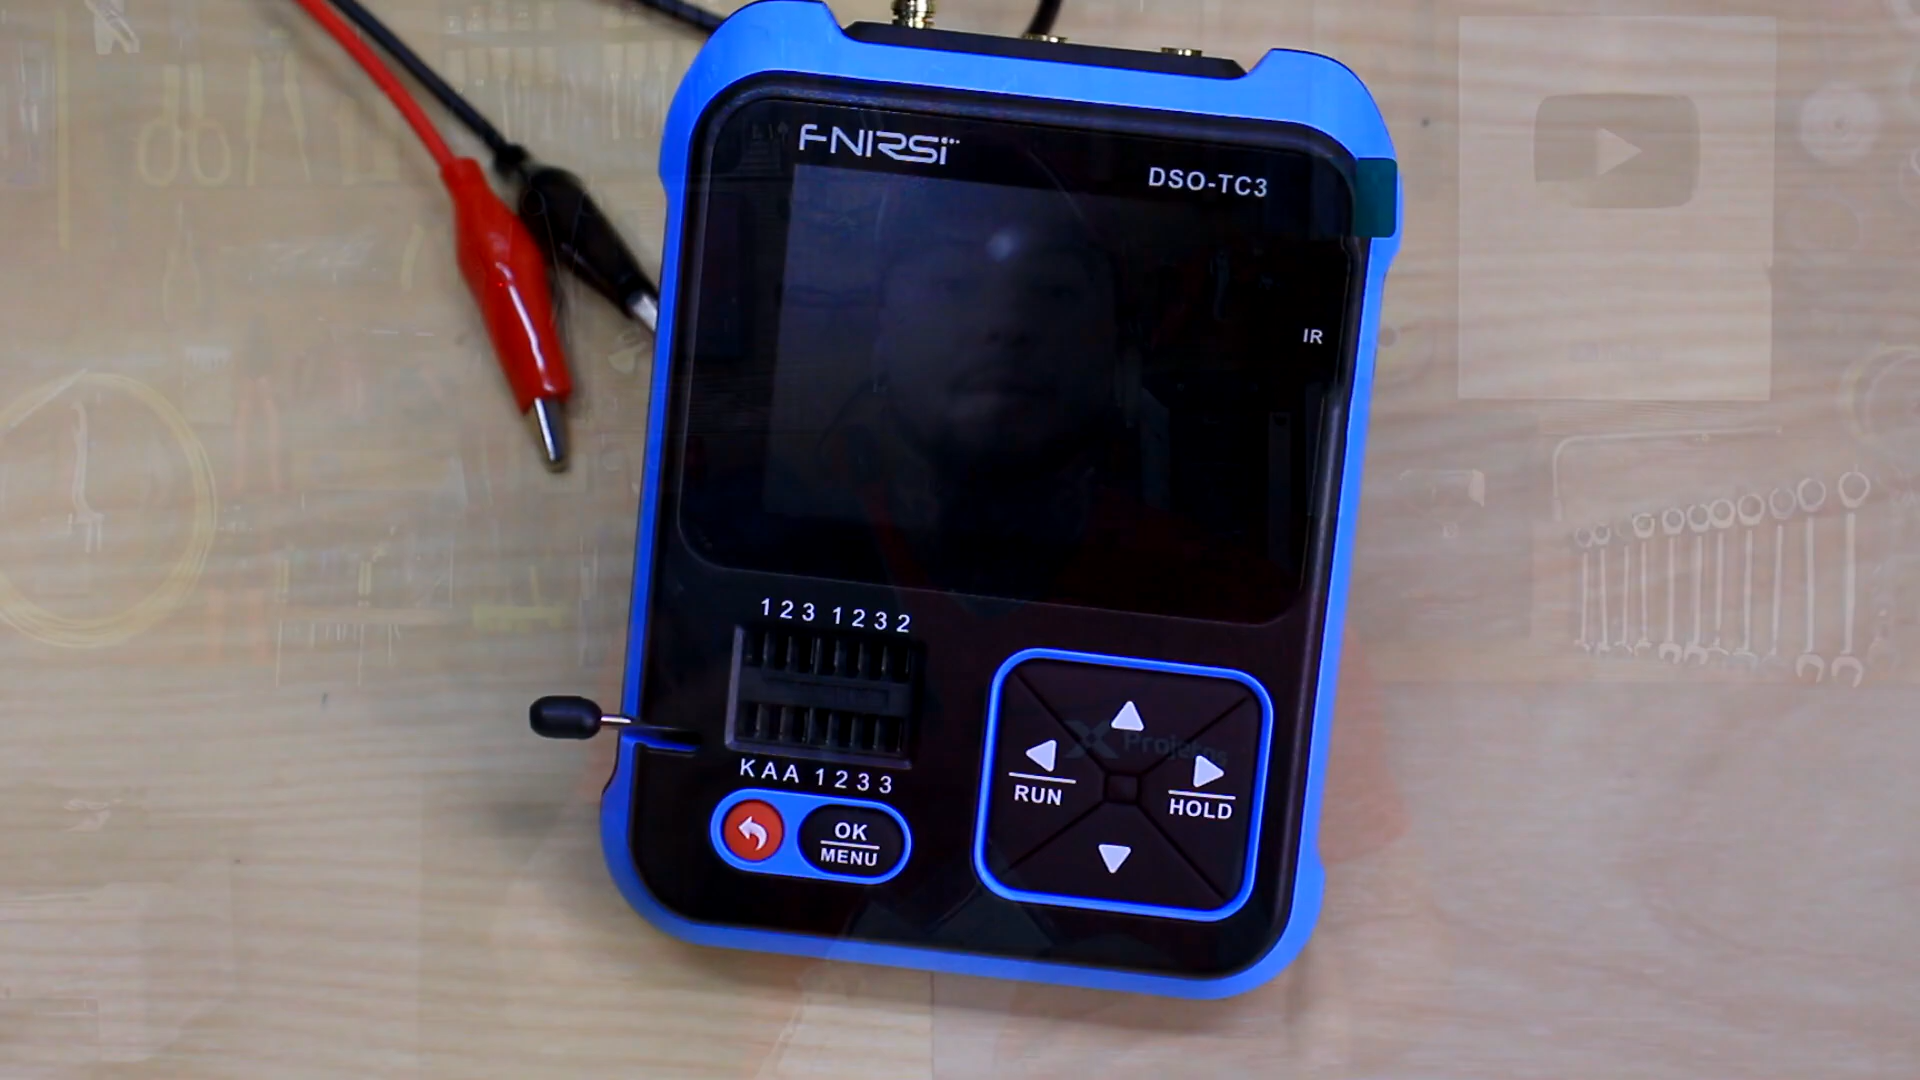 FNIRSI
DSO-TC3
IR
1 2 3 1 2 3 2
K A A 1 2 3 3
RUN
HOLD
OK
MENU
X Projetos